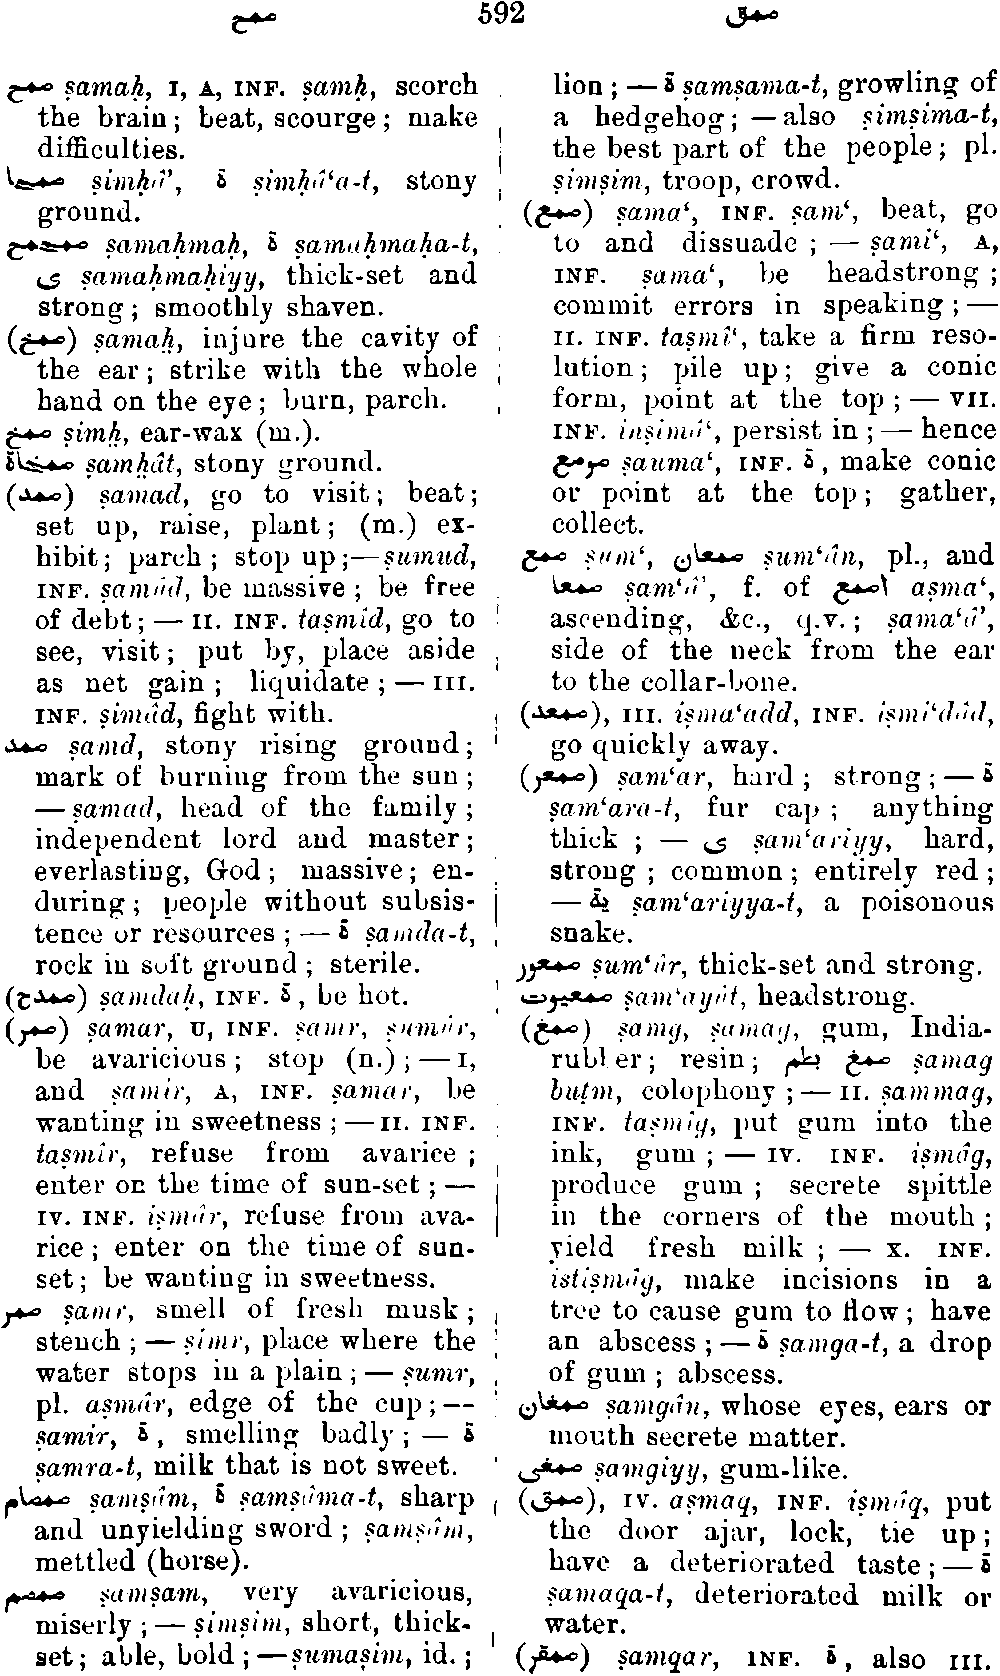 صمح
592
صمق
صمح ṣamaḥ, I, A, INF. ṣamḥ, scorch
the brain; beat, scourge; make
difficulties.
صمحا ṣimḥâ’, ة ṣimḥâ‘a-t, stony
ground.
صمحمح ṣamaḥmaḥ, ة ṣamaḥmaḥa-t,
ى ṣamaḥmaḥiyy, thick-set and
strong; smoothly shaven.
(صمخ) ṣamaḫ, injure the cavity of
the ear; strike with the whole
hand on the eye; burn, parch.
صمخ ṣimḫ, ear-wax (m.).
صمخاة ṣamḫât, stony ground.
(صمد) ṣamad, go to visit; beat;
set up, raise, plant; (m.) ex-
hibit; parch; stop up;—ṣumud,
INF. ṣamûd, be massive; be free
of debt; — II. INF. taṣmîd, go to
see, visit; put by, place aside
as net gain; liquidate; — III.
INF. ṣimâd, fight with.
صمد ṣamd, stony rising ground;
mark of burning from the sun;
— ṣamad, head of the family;
independent lord and master;
everlasting, God; massive; en-
during; people without subsis-
tence or resources; — ة ṣamda-t,
rock in soft ground; sterile.
(صمدح) ṣamdaḥ, INF. ة, be hot.
(صمر) ṣamar, U, INF. ṣamr, ṣumûr,
be avaricious; stop (n.); — I,
and ṣamir, A, INF. ṣamar, be
wanting in sweetness; — II. INF.
taṣmîr, refuse from avarice;
enter on the time of sun-set; —
IV. INF. iṣmâr, refuse from ava-
rice; enter on the time of sun-
set; be wanting in sweetness.
صمر ṣamr, smell of fresh musk;
stench; — ṣimr, place where the
water stops in a plain; — ṣumr,
pl. aṣmâr, edge of the cup; —
ṣamir, ة, smelling badly; — ة
ṣamra-t, milk that is not sweet.
صمصام ṣamṣâm, ة ṣamṣâma-t, sharp
and unyielding sword; ṣamṣâm,
mettled (horse).
صمصم ṣamṣam, very avaricious,
miserly; — ṣimṣim, short, thick-
set; able, bold; — ṣumaṣim, id.;
lion; — ة ṣamṣama-t, growling of
a hedgehog; — also ṣimṣima-t,
the best part of the people; pl.
ṣimṣim, troop, crowd.
(صمع) ṣama‘, INF. ṣam‘, beat, go
to and dissuade; — ṣami‘, A,
INF. ṣama‘, be headstrong;
commit errors in speaking; —
II. INF. taṣmî‘, take a firm reso-
lution; pile up; give a conic
form, point at the top; — VII.
INF. inṣimâ‘, persist in; — hence
صومع ṣauma‘, INF. ة, make conic
or point at the top; gather,
collect.
صمع ṣum‘, صمعان ṣum‘ân, pl., and
صمعا ṣam‘â’, f. of اصمع aṣma‘,
ascending, &c., q.v.; ṣama‘â’,
side of the neck from the ear
to the collar-bone.
(صمعد), III. iṣma‘add, INF. iṣmi‘dâd,
go quickly away.
(صمعر) ṣam‘ar, hard; strong; — ة
ṣam‘ara-t, fur cap; anything
thick; — ى ṣam‘ariyy, hard,
strong; common; entirely red;
— ية ṣam‘ariyya-t, a poisonous
snake.
صمعور ṣum‘ûr, thick-set and strong.
صمعيوت ṣam‘ayût, headstrong.
(صمغ) ṣamg, ṣamag, gum, India-
rubber; resin; صمغ بطم ṣamag
buṭm, colophony; — II. ṣammag,
INF. taṣmîg, put gum into the
ink, gum; — IV. INF. iṣmâg,
produce gum; secrete spittle
in the corners of the mouth;
yield fresh milk; — X. INF.
istiṣmâg, make incisions in a
tree to cause gum to flow; have
an abscess; — ة ṣamga-t, a drop
of gum; abscess.
صمغان ṣamgân, whose eyes, ears or
mouth secrete matter.
صمغى ṣamgiyy, gum-like.
(صمق), IV. aṣmaq, INF. iṣmâq, put
the door ajar, lock, tie up;
have a deteriorated taste; — ة
ṣamaqa-t, deteriorated milk or
water.
(صمقر) ṣamqar, INF. ة, also III.